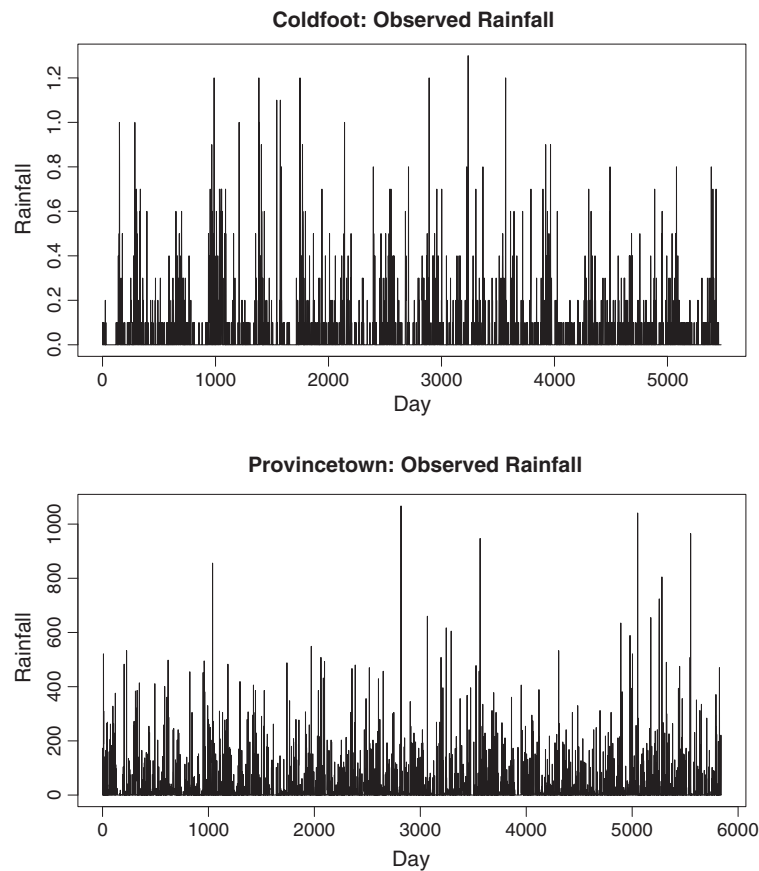 Coldfoot: Observed Rainfall
Rainfall
1.2
1.0
0.8
0.6
0.4
0.2
0.0
0 1000 2000 3000 4000 5000
Day
Provincetown: Observed Rainfall
Rainfall
1000
800
600
400
200
0
0 1000 2000 3000 4000 5000 6000
Day